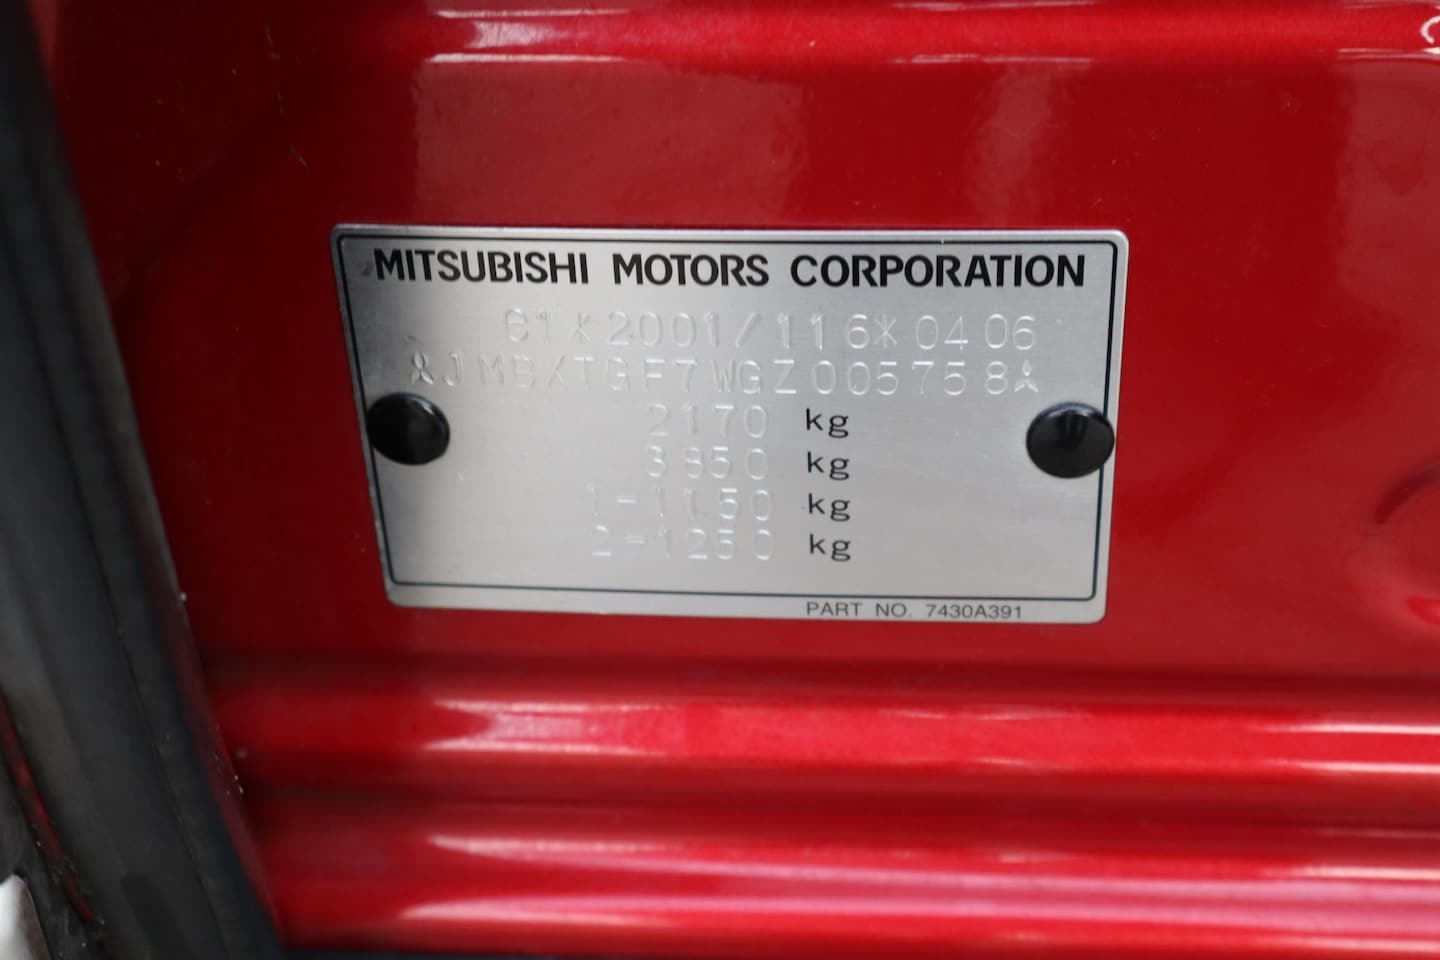 MITSUBISHI MOTORS CORPORATION
e1*2001/116*0406
JMBXTGF7WGZ005758
2170 kg
3850 kg
1-1150 kg
2-1250 kg
PART NO. 7430A391